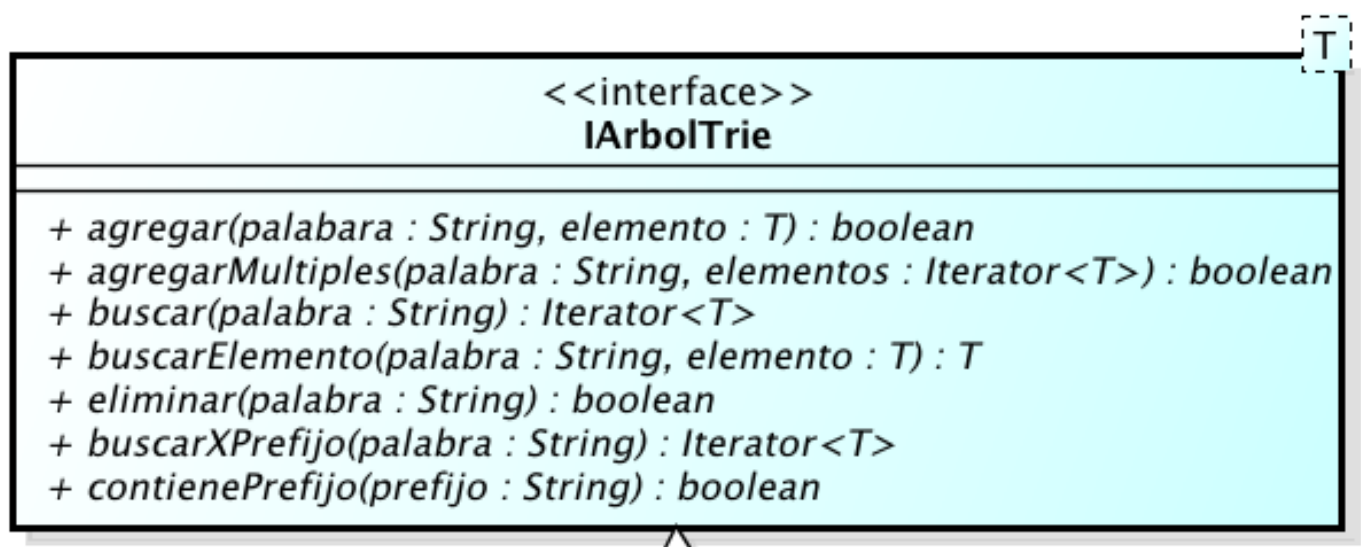 T
<<interface>>
IArbolTrie
+ agregar(palabara : String, elemento : T) : boolean
+ agregarMultiples(palabra : String, elementos : Iterator<T>) : boolean
+ buscar(palabra : String) : Iterator<T>
+ buscarElemento(palabra : String, elemento : T) : T
+ eliminar(palabra : String) : boolean
+ buscarXPrefijo(palabra : String) : Iterator<T>
+ contienePrefijo(prefijo : String) : boolean